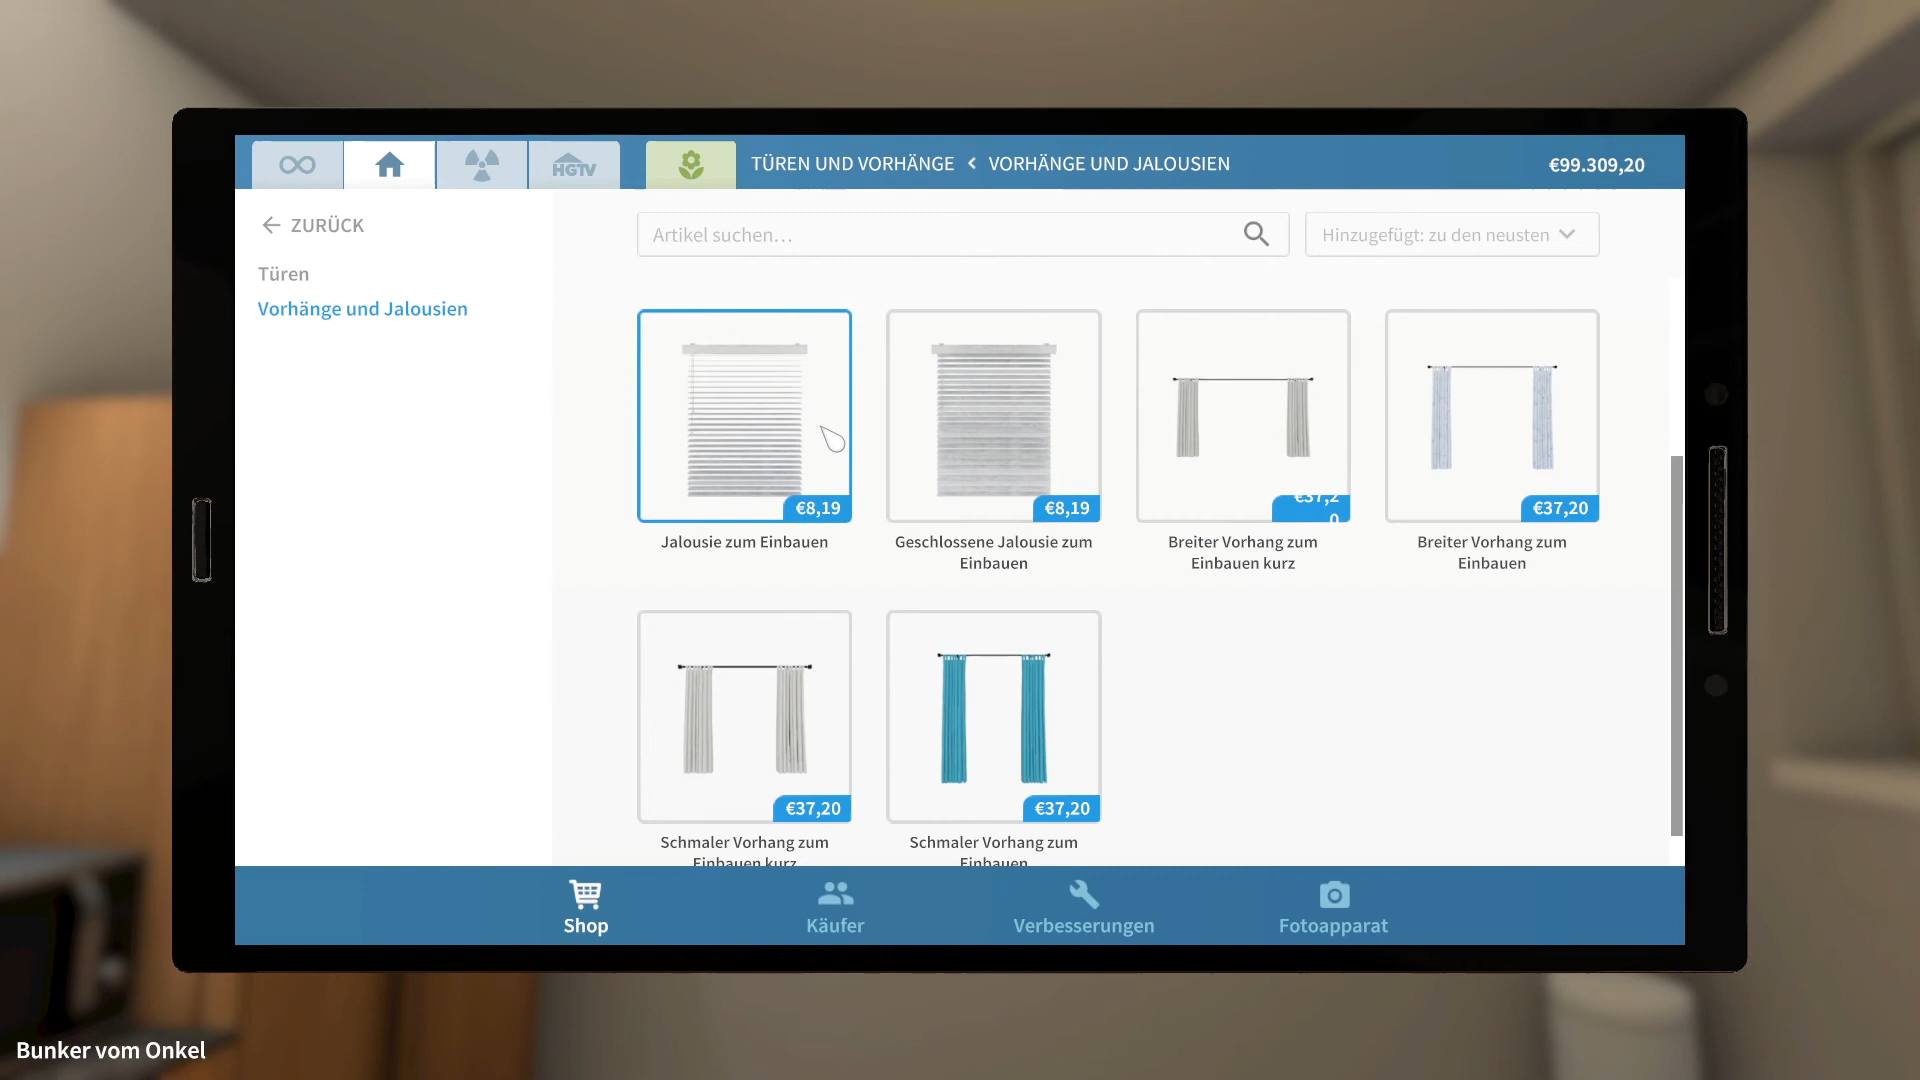 HGTV
TÜREN UND VORHÄNGE < VORHÄNGE UND JALOUSIEN
€99.309,20
ZURÜCK
Artikel suchen...
Hinzugefügt: zu den neusten
Türen
Vorhänge und Jalousien
€8,19
€8,19
€37,2
0
€37,20
Jalousie zum Einbauen
Geschlossene Jalousie zum
Einbauen
Breiter Vorhang zum
Einbauen kurz
Breiter Vorhang zum
Einbauen
€37,20
€37,20
Schmaler Vorhang zum
Einbauen kurz
Schmaler Vorhang zum
Einbauen
Shop
Käufer
Verbesserungen
Fotoapparat
Bunker vom Onkel